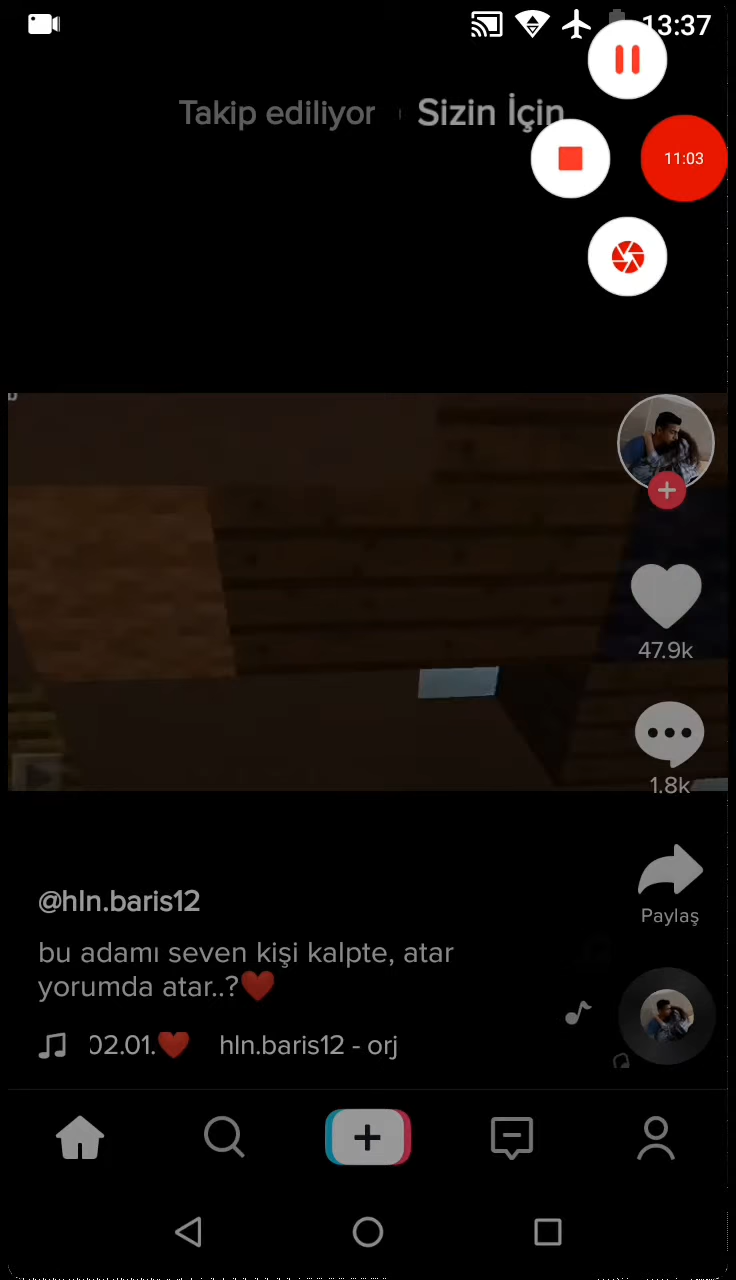 13:37
Takip ediliyor
Sizin İçin
11:03
47.9k
1.8k
Paylaş
@hln.baris12
bu adamı seven kişi kalpte, atar
yorumda atar..?❤️
02.01.❤️ hln.baris12 - orj